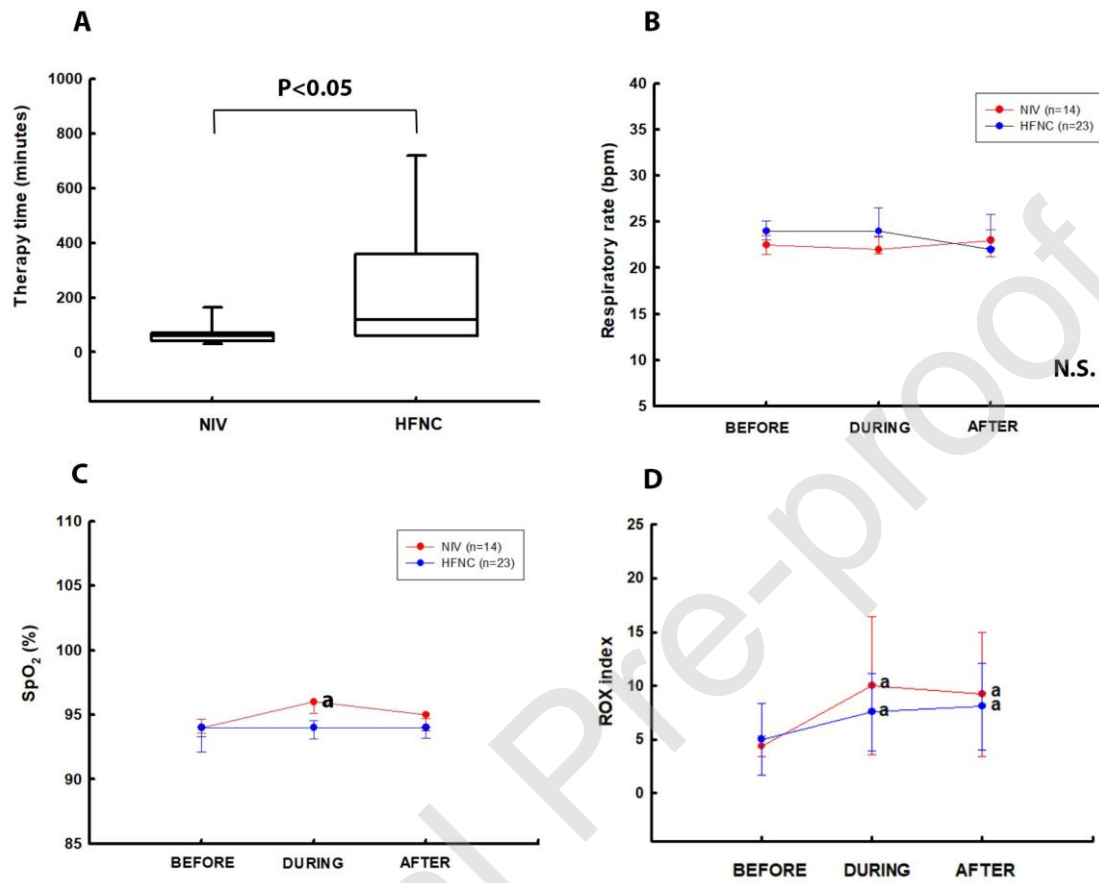 A
P<0.05
Therapy time (minutes)
1000
800
600
400
200
0
NIV
HFNC
B
NIV (n=14)
HFNC (n=23)
Respiratory rate (bpm)
40
35
30
25
20
15
10
5
N.S.
BEFORE
DURING
AFTER
C
NIV (n=14)
HFNC (n=23)
SpO2 (%)
110
105
100
95
90
85
a
BEFORE
DURING
AFTER
D
ROX index
25
20
15
10
5
0
a
a
a
a
BEFORE
DURING
AFTER
Pre-proof